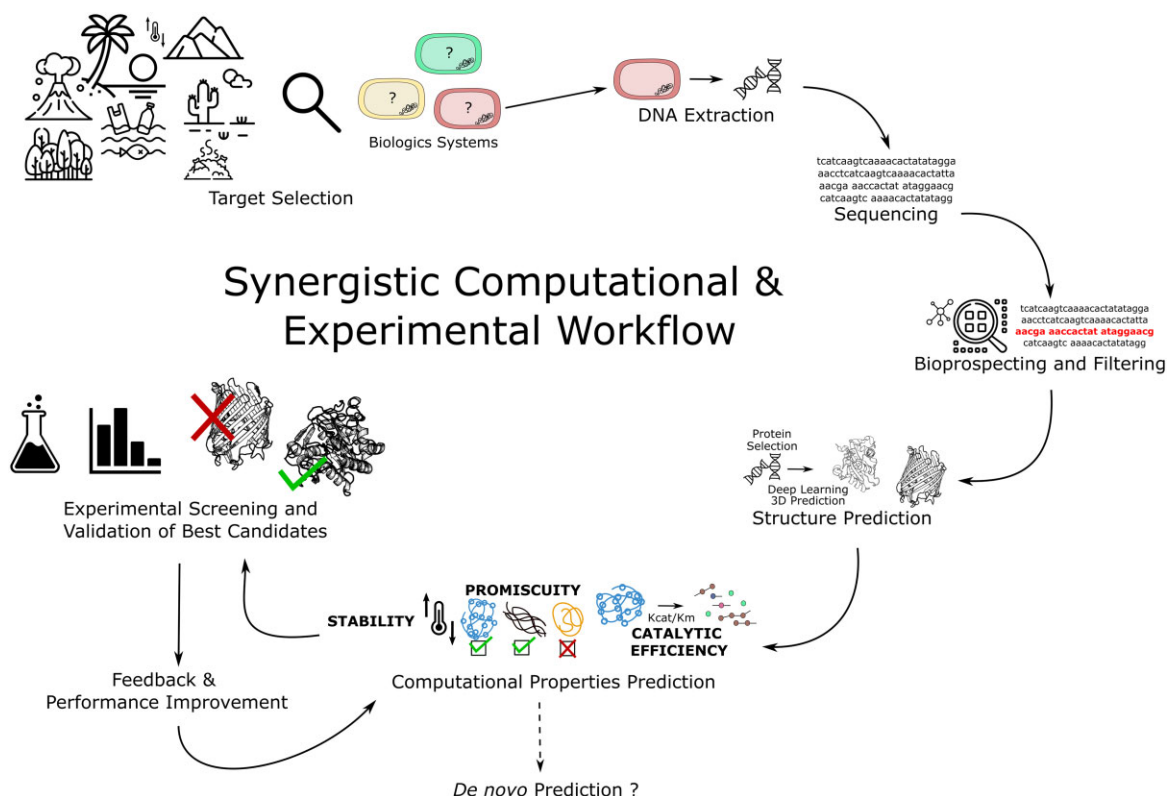 ?
?
?
Biologics Systems
Target Selection
DNA Extraction
tcatcaagtcaaaacactatatagga
aacctcatcaagtcaaaacactatta
aacga aaccactat ataggaacg
catcaagtc aaaacactatatagg
Sequencing
Synergistic Computational &
Experimental Workflow
tcatcaagtcaaaacactatatagga
aacctcatcaagtcaaaacactatta
aacga aaccactat ataggaacg
catcaagtc aaaacactatatagg
Bioprospecting and Filtering
Protein
Selection
Deep Learning
3D Prediction
Structure Prediction
Experimental Screening and
Validation of Best Candidates
STABILITY
PROMISCUITY
Kcat/Km
CATALYTIC
EFFICIENCY
Computational Properties Prediction
Feedback &
Performance Improvement
De novo Prediction ?